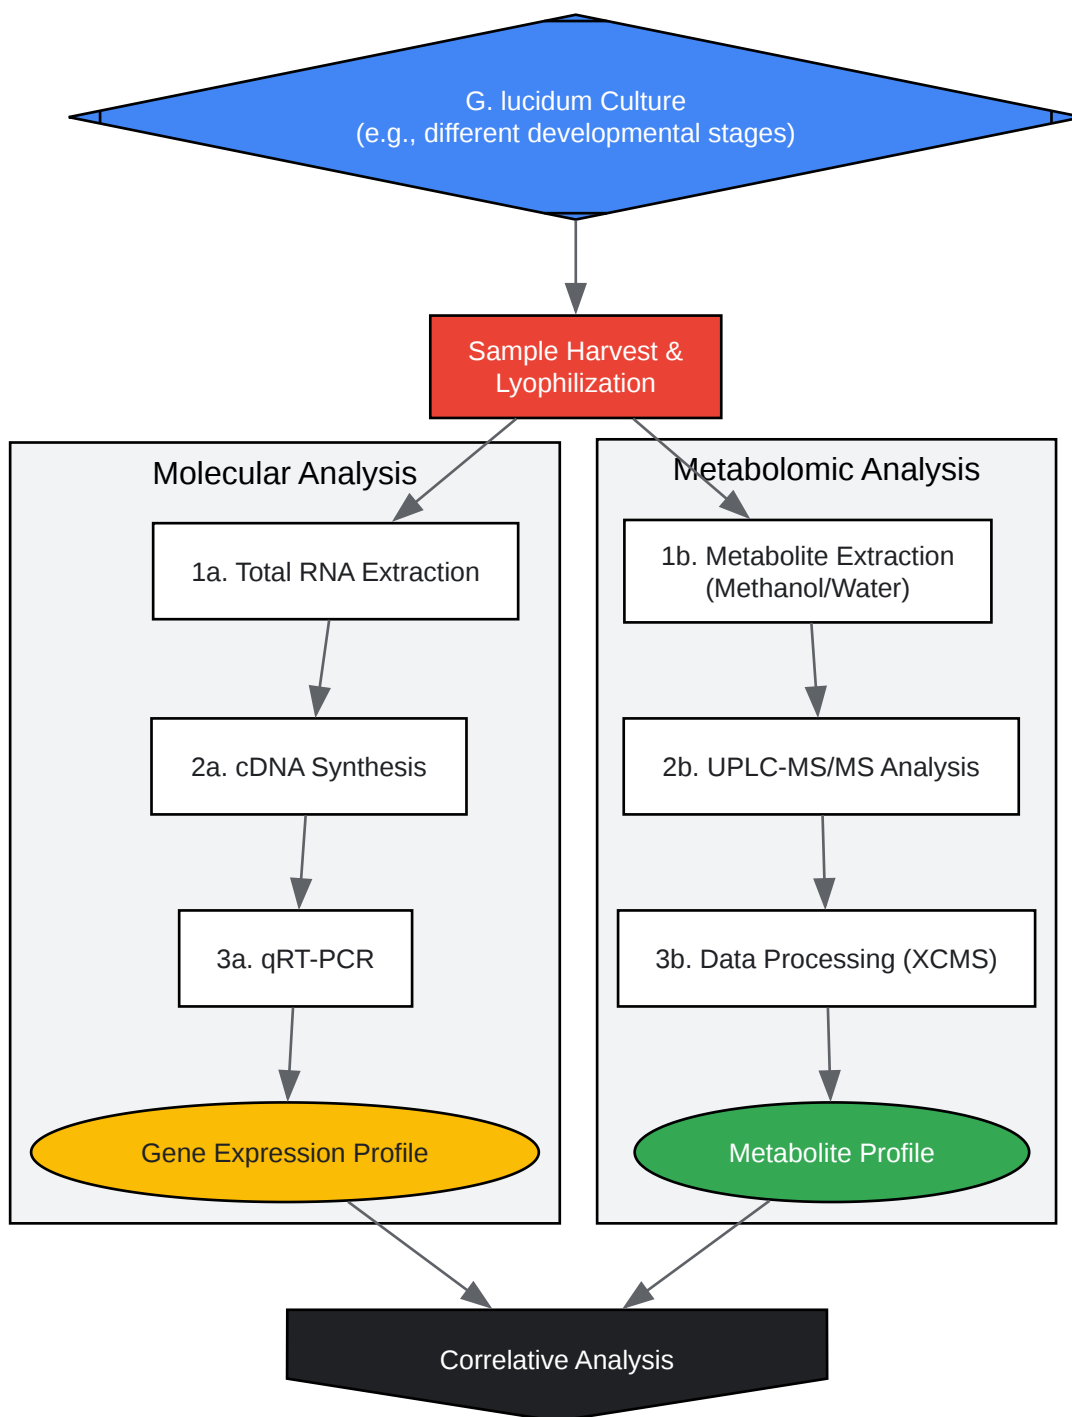 G. lucidum Culture
(e.g., different developmental stages)
Sample Harvest &
Lyophilization
Molecular Analysis
1a. Total RNA Extraction
2a. cDNA Synthesis
3a. qRT-PCR
Gene Expression Profile
Metabolomic Analysis
1b. Metabolite Extraction
(Methanol/Water)
2b. UPLC-MS/MS Analysis
3b. Data Processing (XCMS)
Metabolite Profile
Correlative Analysis